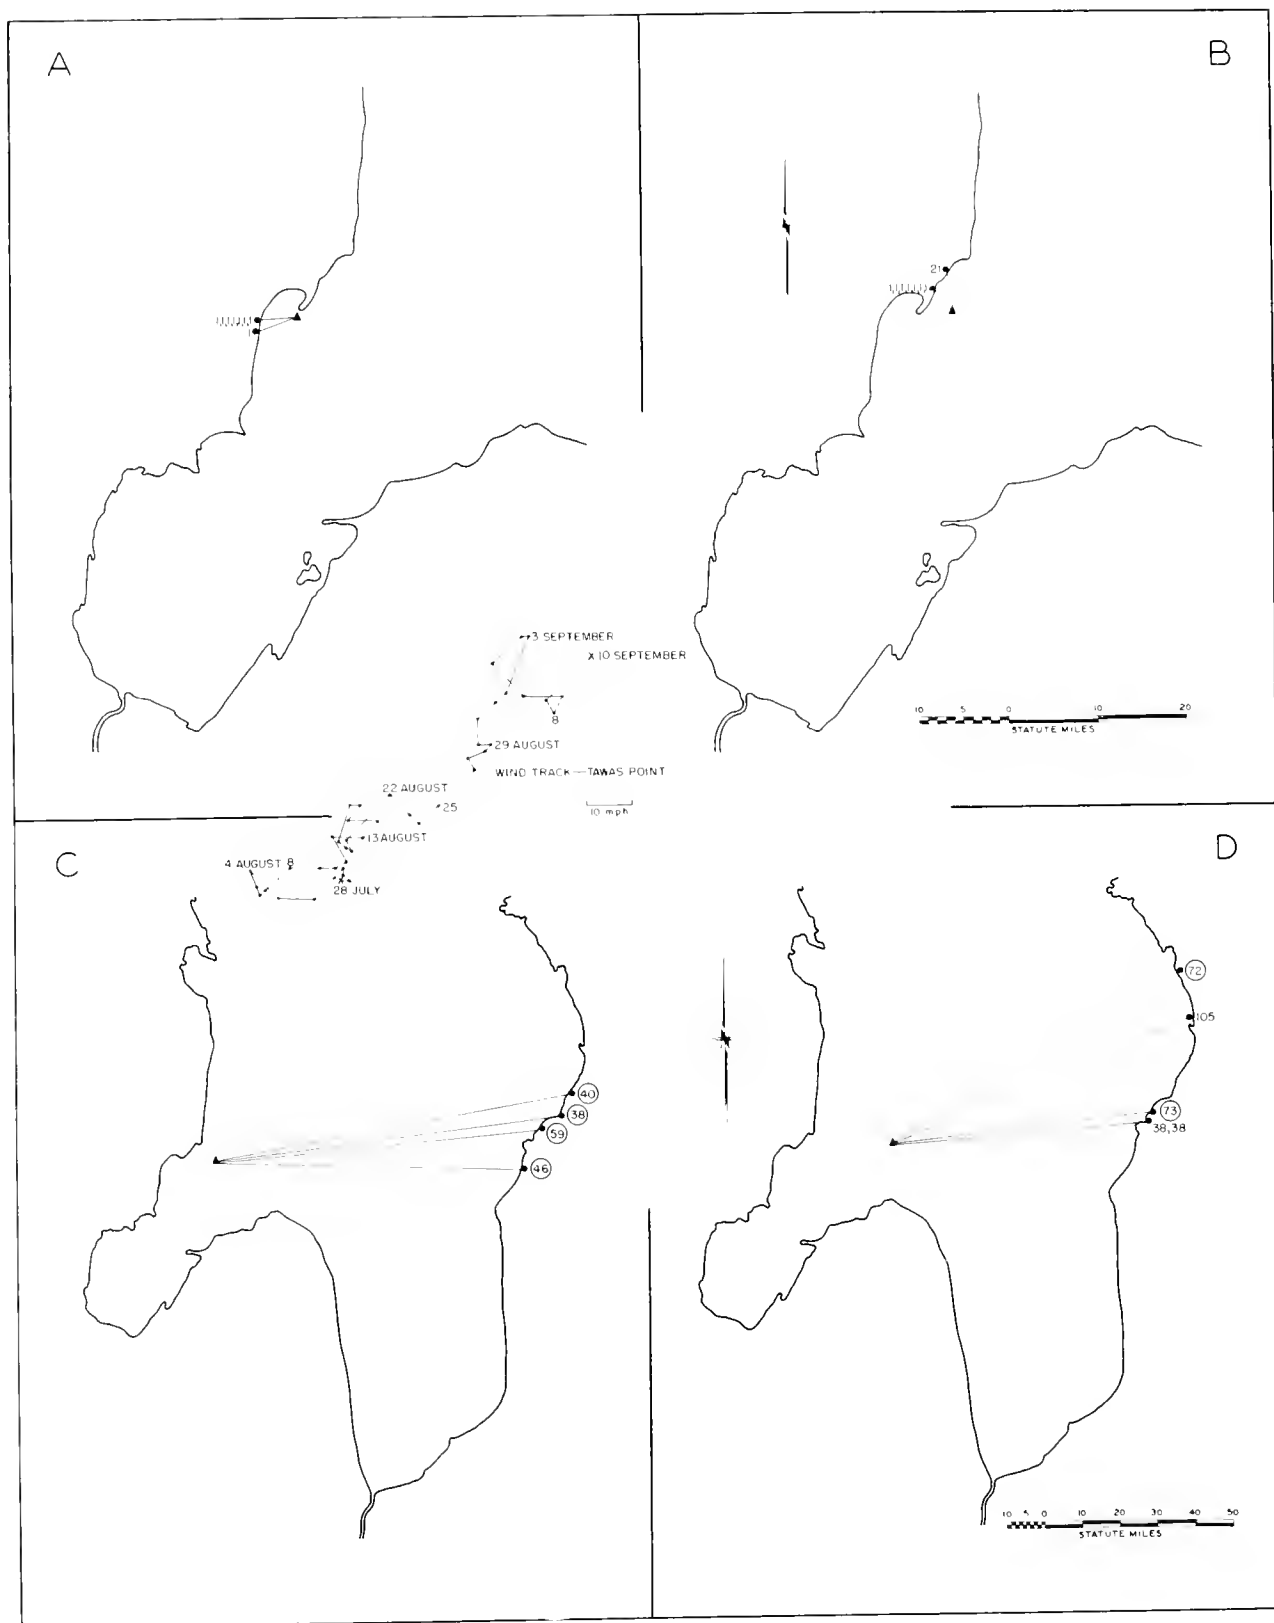 A
B
21
1
3 SEPTEMBER
X 10 SEPTEMBER
8
29 AUGUST
WIND TRACK—TAWAS POINT
10 mph
22 AUGUST
25
13 AUGUST
4 AUGUST 8
28 JULY
10 5 0 10 20
STATUTE MILES
C
D
40
38
59
46
72
105
73
38,38
10 5 0 10 20 30 40 50
STATUTE MILES